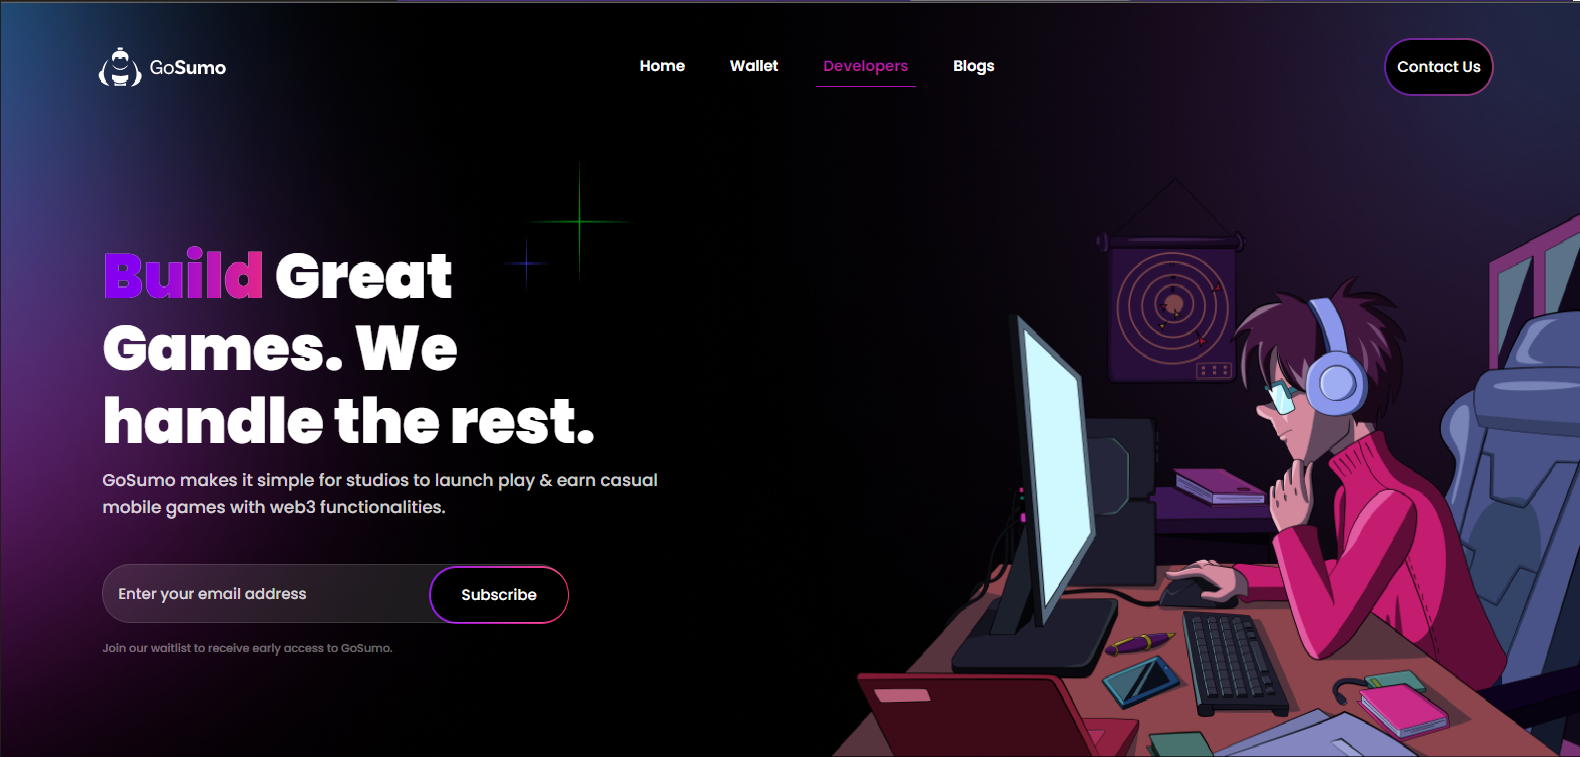 GoSumo
Home
Wallet
Developers
Blogs
Contact Us
Build Great
Games. We
handle the rest.
GoSumo makes it simple for studios to launch play & earn casual
mobile games with web3 functionalities.
Enter your email address
Subscribe
Join our waitlist to receive early access to GoSumo.